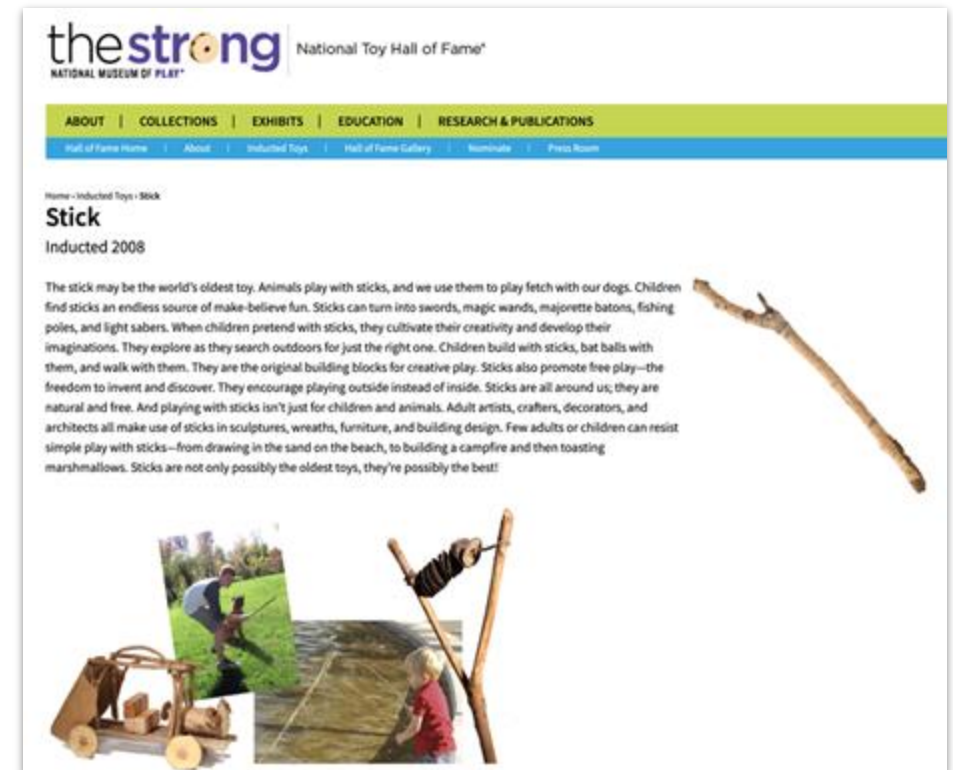 the strong
NATIONAL MUSEUM OF PLAY®
National Toy Hall of Fame®
ABOUT | COLLECTIONS | EXHIBITS | EDUCATION | RESEARCH & PUBLICATIONS
Hall of Fame Home | About | Inducted Toys | Hall of Fame Gallery | Nominate | Press Room
Home › Inducted Toys › Stick
Stick
Inducted 2008
The stick may be the world's oldest toy. Animals play with sticks, and we use them to play fetch with our dogs. Children
find sticks an endless source of make-believe fun. Sticks can turn into swords, magic wands, majorette batons, fishing
poles, and light sabers. When children pretend with sticks, they cultivate their creativity and develop their
imaginations. They explore as they search outdoors for just the right one. Children build with sticks, bat balls with
them, and walk with them. They are the original building blocks for creative play. Sticks also promote free play—the
freedom to invent and discover. They encourage playing outside instead of inside. Sticks are all around us; they are
natural and free. And playing with sticks isn't just for children and animals. Adult artists, crafters, decorators, and
architects all make use of sticks in sculptures, wreaths, furniture, and building design. Few adults or children can resist
simple play with sticks—from drawing in the sand on the beach, to building a campfire and then toasting
marshmallows. Sticks are not only possibly the oldest toys, they're possibly the best!